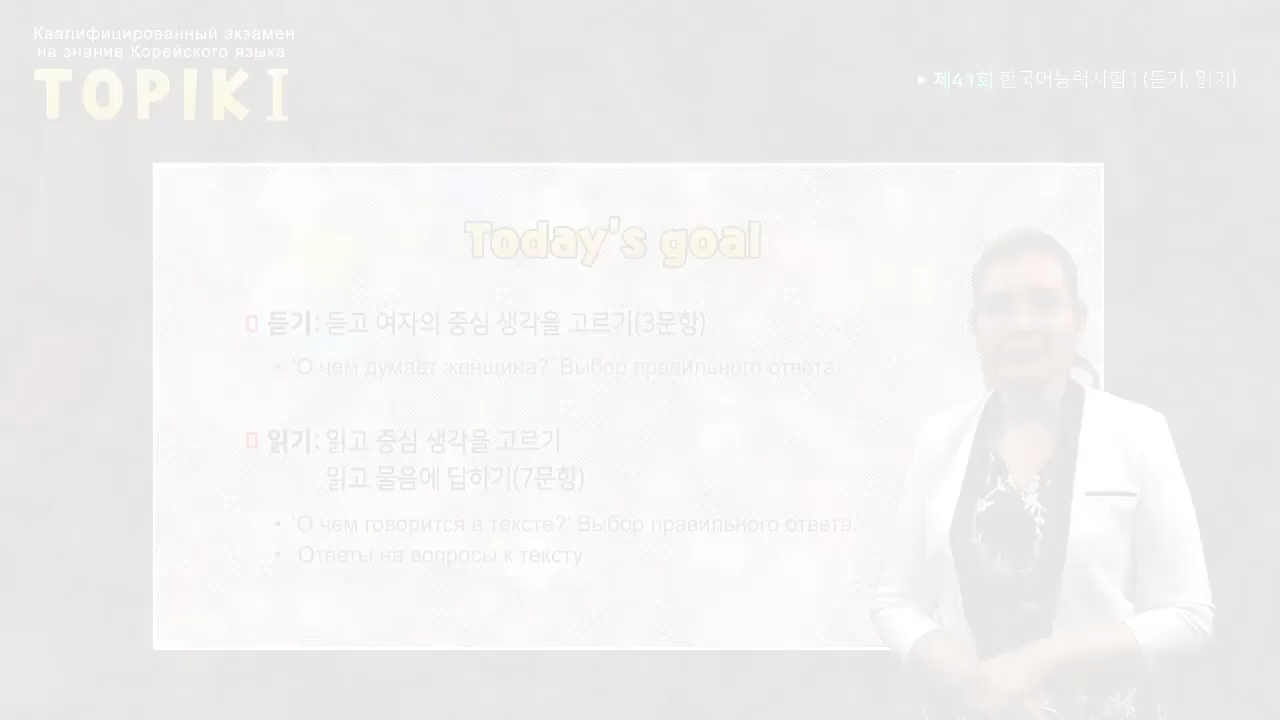 Квалифицированный экзамен
на знание Корейского языка
TOPIK I
▸ 제41회 한국어능력시험 I (듣기, 읽기)
Today's goal
듣기: 듣고 여자의 중심 생각을 고르기(3문항)
• 'О чем думает женщина?' Выбор правильного ответа.
읽기: 읽고 중심 생각을 고르기
읽고 물음에 답하기(7문항)
• 'О чем говорится в тексте?' Выбор правильного ответа.
• Ответы на вопросы к тексту.